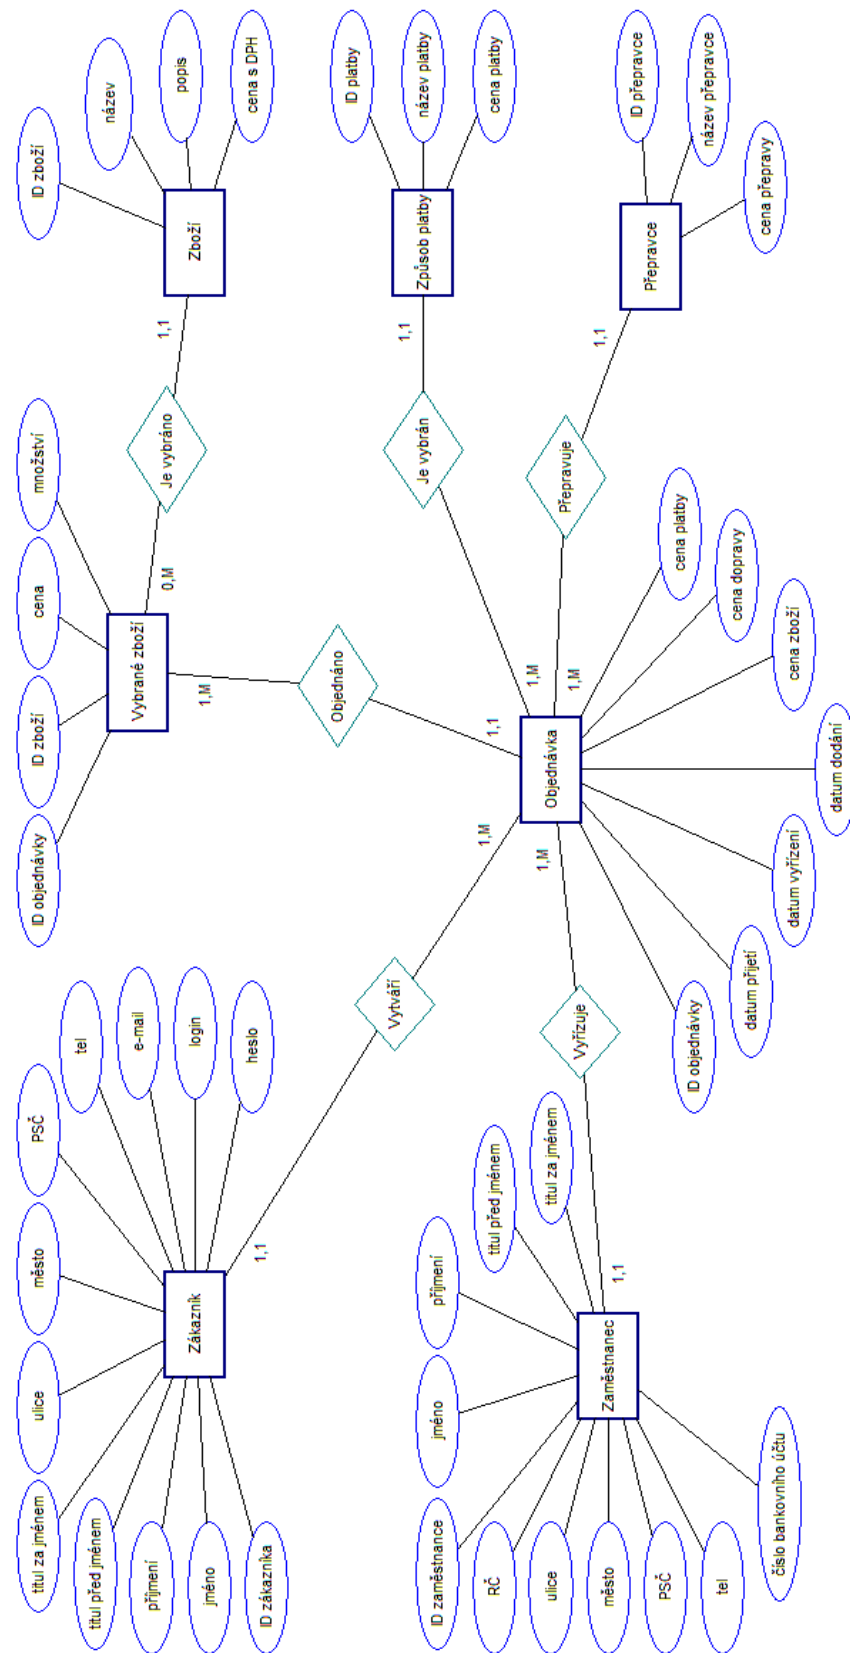 titul za jménem
ulice
město
PSČ
titul před jménem
tel
příjmení
e-mail
jméno
login
ID zákazníka
heslo
Zákazník
1,1
Vytváří
1,M
ID objednávky
ID zboží
cena
množství
Vybrané zboží
0,M
Je vybráno
1,1
ID zboží
název
popis
cena s DPH
Zboží
1,M
Objednáno
1,1
ID zaměstnance
jméno
příjmení
titul před jménem
titul za jménem
RČ
ulice
město
PSČ
tel
číslo bankovního účtu
Zaměstnanec
1,1
Vyřizuje
1,M
Objednávka
1,M
Je vybrán
1,1
Způsob platby
ID platby
název platby
cena platby
1,M
Přepravuje
1,1
Přepravce
ID přepravce
název přepravce
cena přepravy
ID objednávky
datum přijetí
datum vyřízení
datum dodání
cena zboží
cena dopravy
cena platby